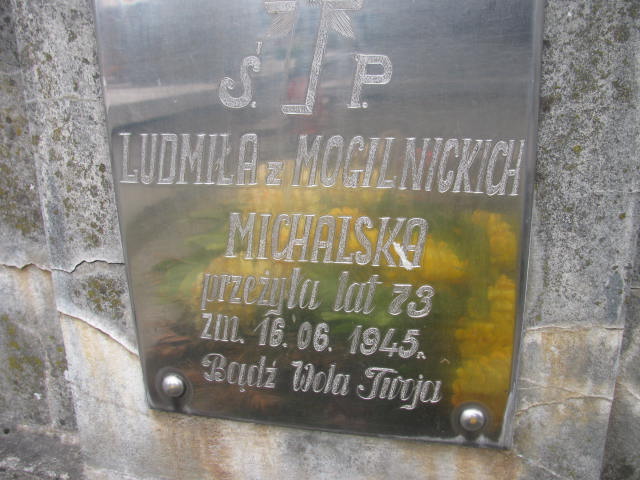 Ś. P.
LUDMIŁA z MOGILNICKICH
MICHALSKA
przeżyła lat 73
zm. 16. 06. 1945.
Bądź Wola Twoja